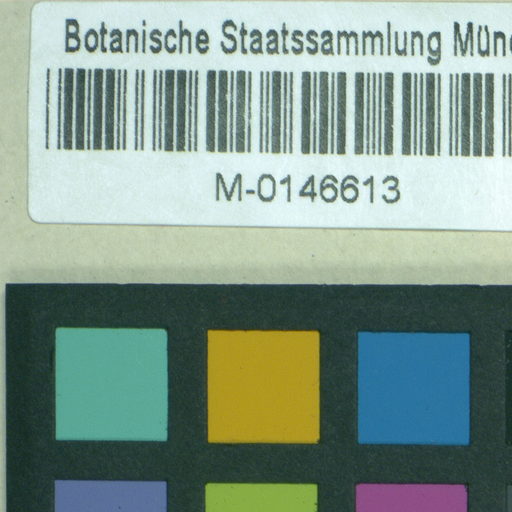 Botanische Staatssammlung Mün
M-0146613